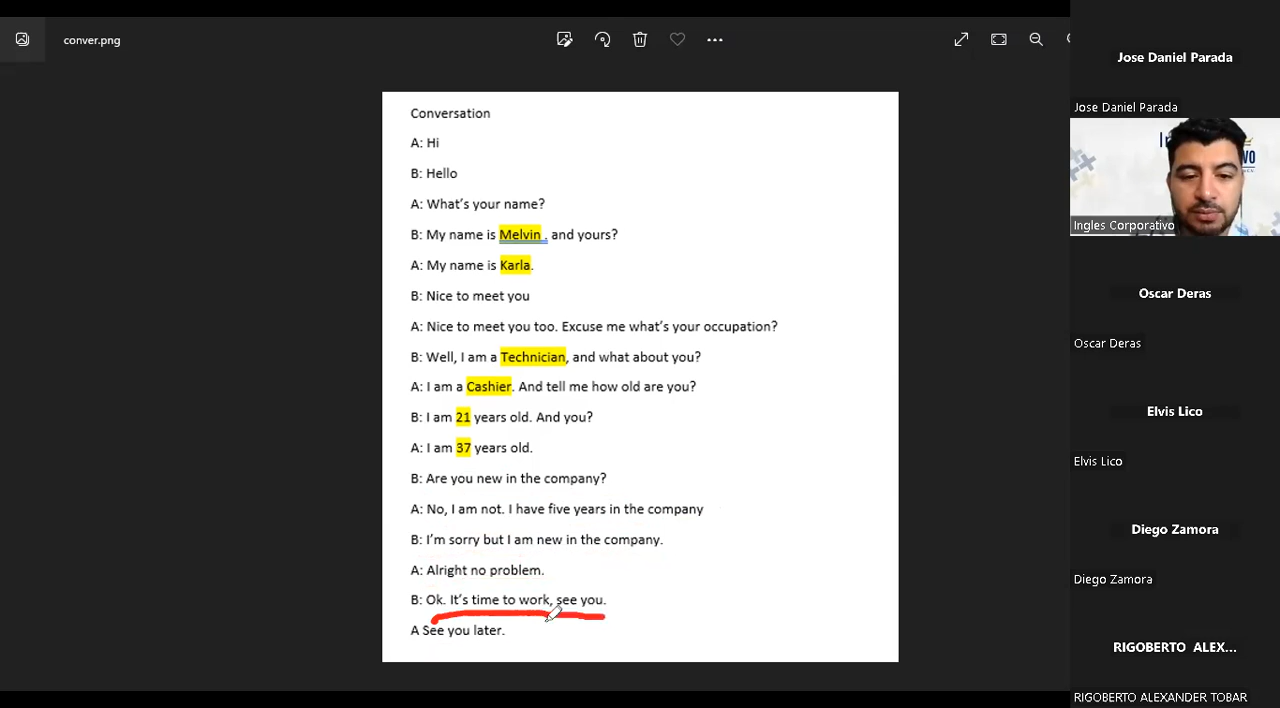 conver.png
Conversation
A: Hi
B: Hello
A: What's your name?
B: My name is Melvin . and yours?
A: My name is Karla.
B: Nice to meet you
A: Nice to meet you too. Excuse me what's your occupation?
B: Well, I am a Technician, and what about you?
A: I am a Cashier. And tell me how old are you?
B: I am 21 years old. And you?
A: I am 37 years old.
B: Are you new in the company?
A: No, I am not. I have five years in the company
B: I'm sorry but I am new in the company.
A: Alright no problem.
B: Ok. It's time to work, see you.
A See you later.
Jose Daniel Parada
Jose Daniel Parada
Ingles Corporativo
Oscar Deras
Oscar Deras
Elvis Lico
Elvis Lico
Diego Zamora
Diego Zamora
RIGOBERTO ALEX...
RIGOBERTO ALEXANDER TOBAR